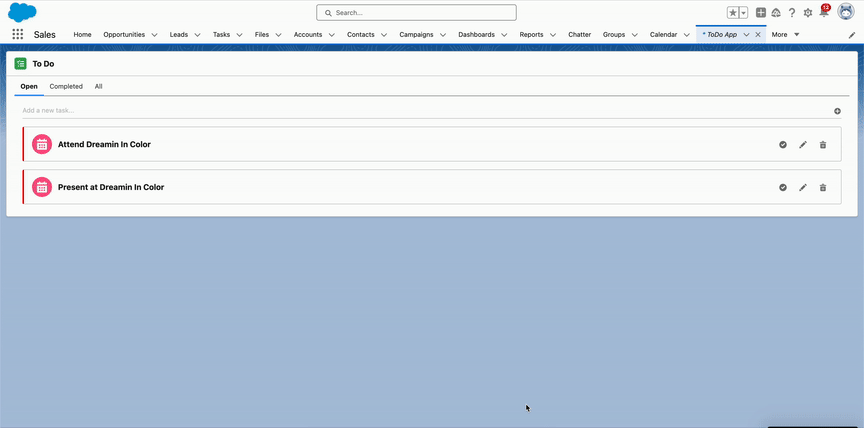 Search...
12
Sales
Home Opportunities Leads Tasks Files Accounts Contacts Campaigns Dashboards Reports Chatter Groups Calendar * ToDo App More
To Do
Open Completed All
Add a new task...
Attend Dreamin In Color
Present at Dreamin In Color